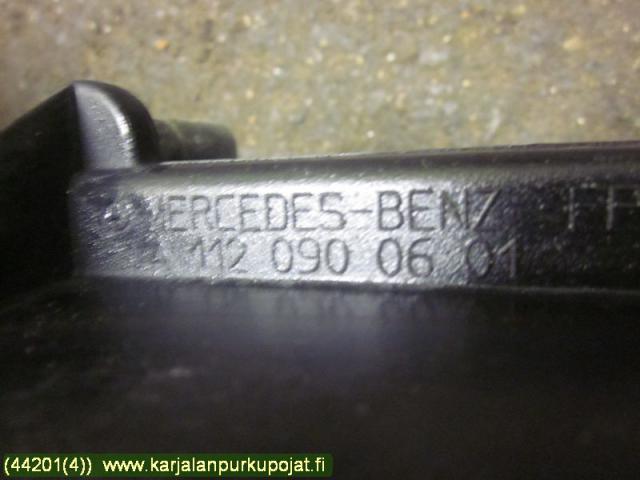 MERCEDES-BENZ
A 112 090 06 01
(44201(4)) www.karjalanpurkupojat.fi